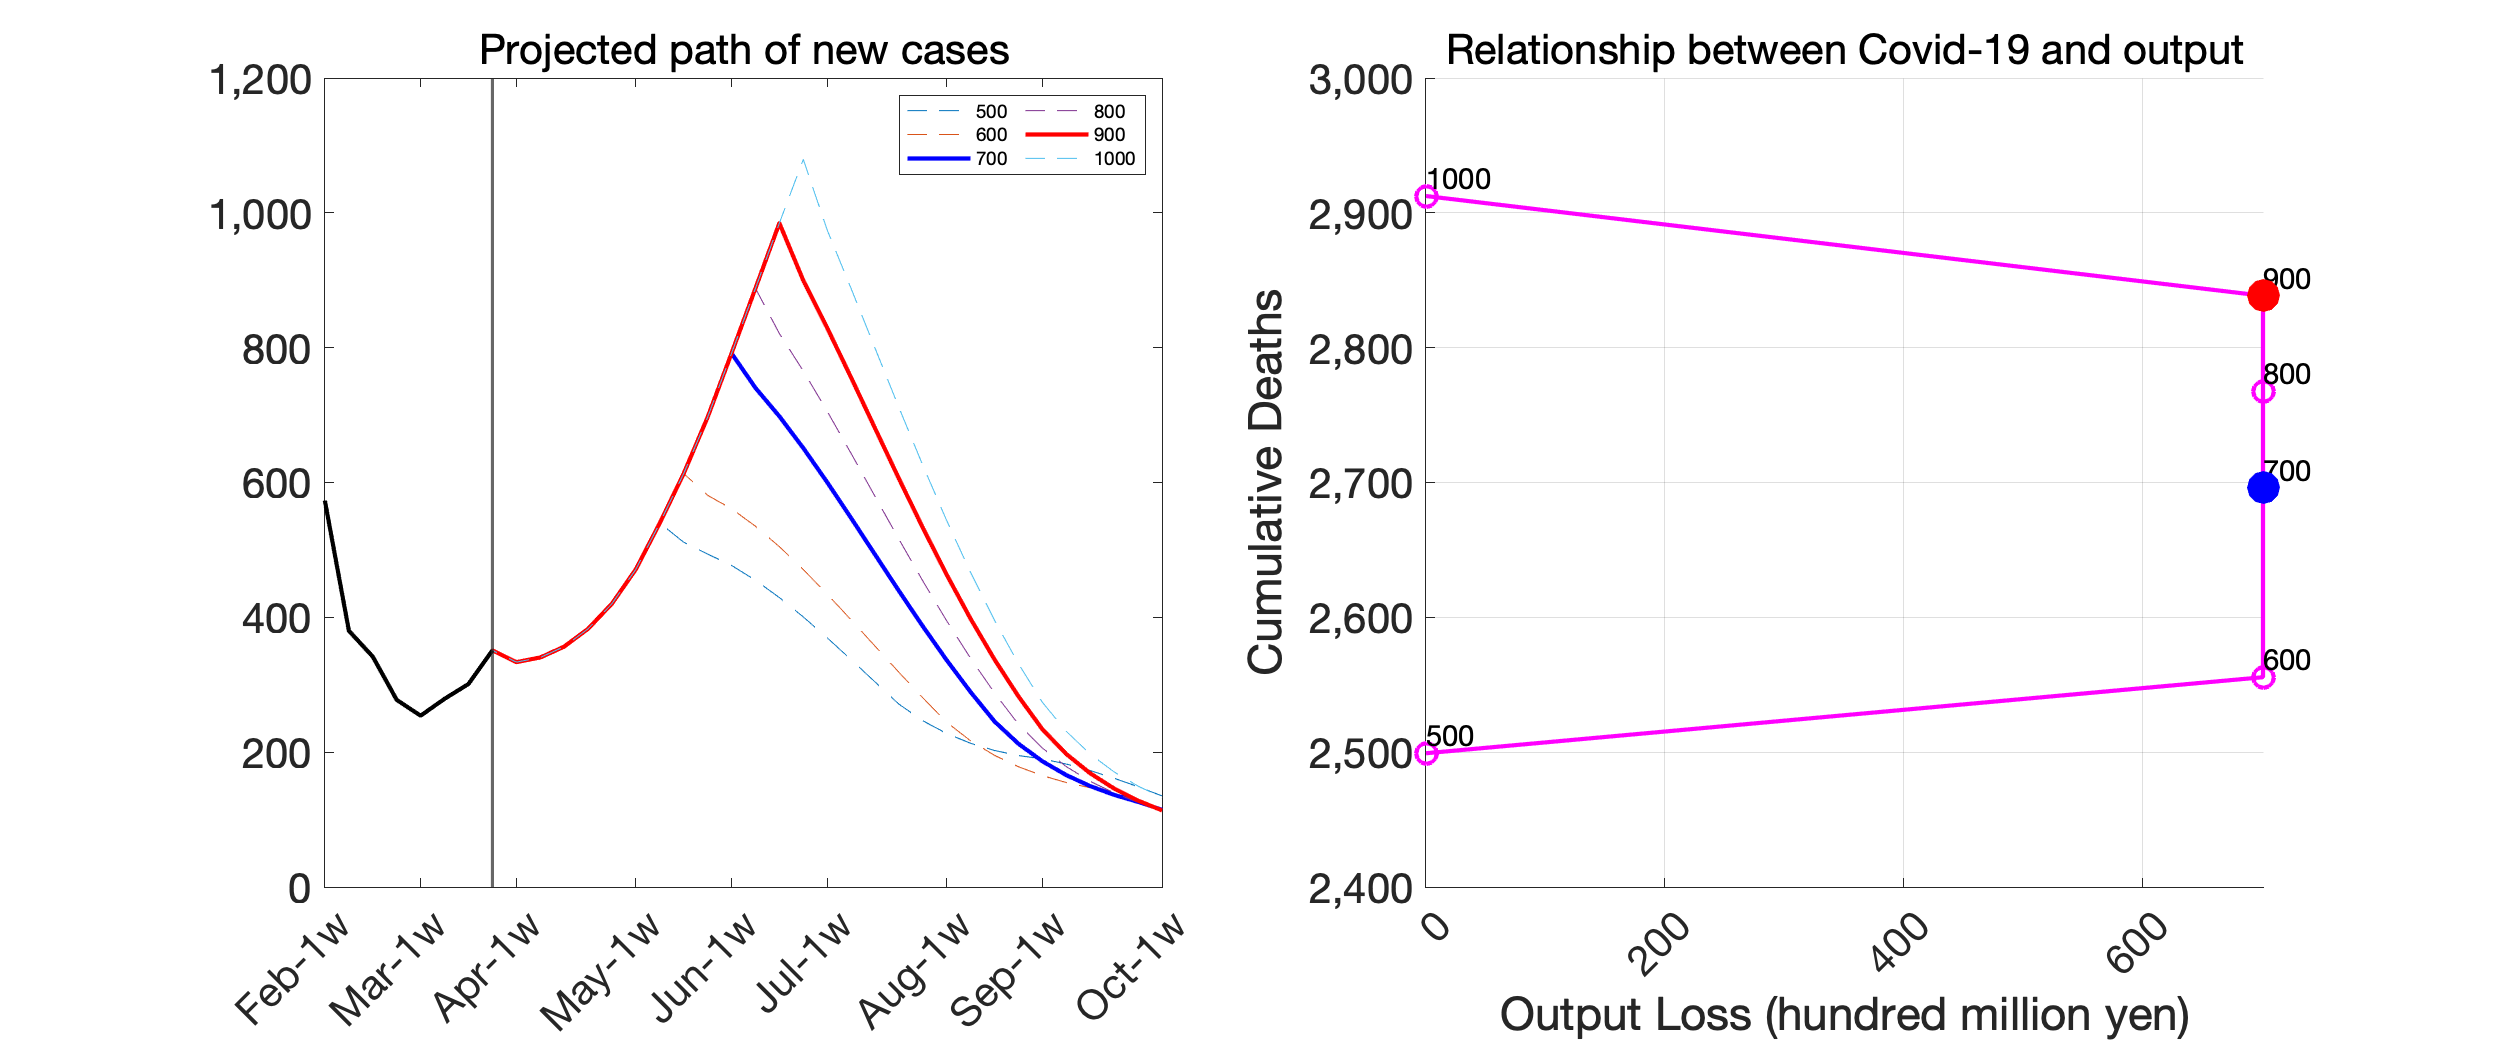 Projected path of new cases
1,200
1,000
800
600
400
200
0
500
600
700
800
900
1000
Feb-1w
Mar-1w
Apr-1w
May-1w
Jun-1w
Jul-1w
Aug-1w
Sep-1w
Oct-1w
Relationship between Covid-19 and output
Cumulative Deaths
3,000
2,900
2,800
2,700
2,600
2,500
2,400
1000
900
800
700
600
500
0
200
400
600
Output Loss (hundred million yen)